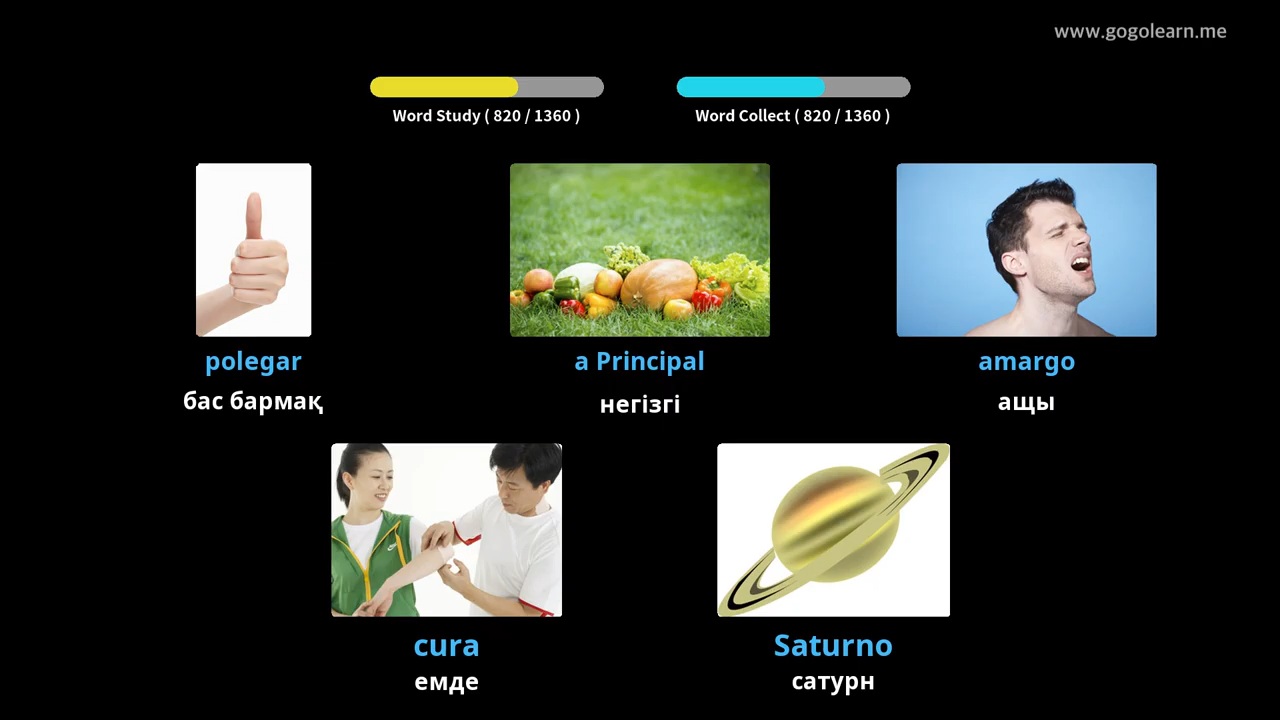 www.gogolearn.me
Word Study ( 820 / 1360 )
Word Collect ( 820 / 1360 )
polegar
бас бармақ
a Principal
негізгі
amargo
ащы
cura
емде
Saturno
сатурн